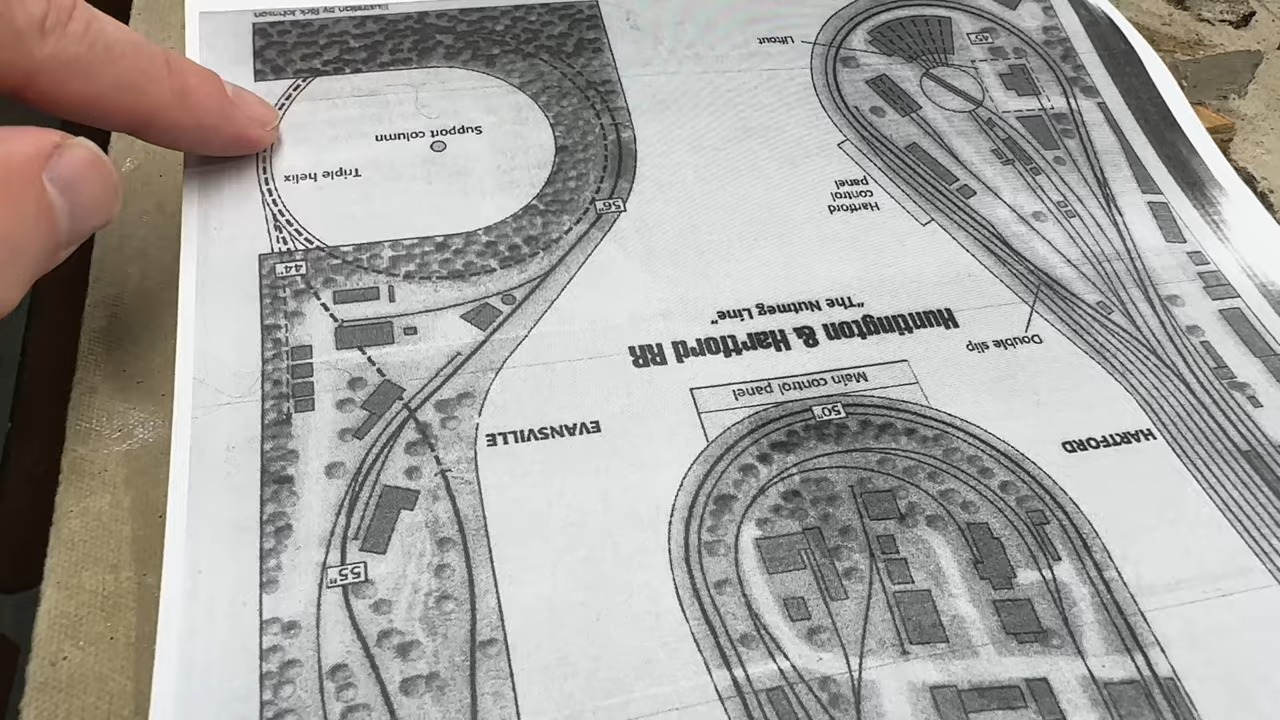 Illustration by Rick Johnson
Liftout
45"
Support column
Triple helix
56"
Hartford
control
panel
44"
Huntington & Hartford RR
"The Nutmeg Line"
Double slip
Main control panel
50"
EVANSVILLE
HARTFORD
55"